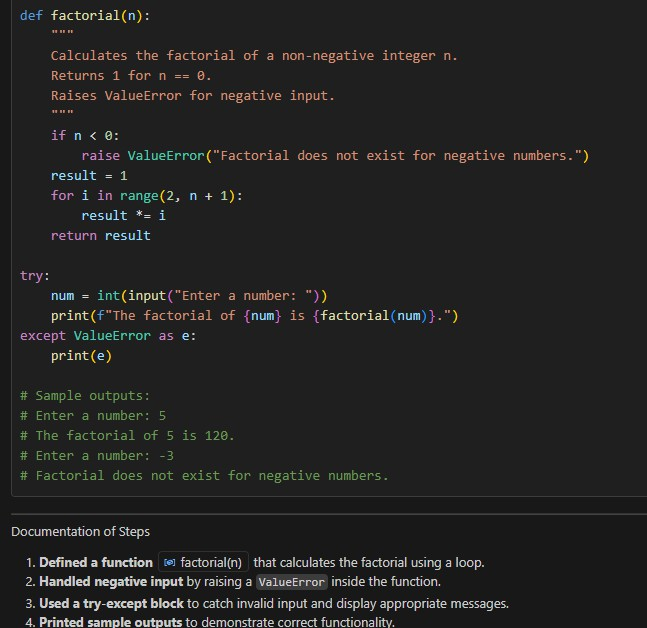 def factorial(n):
    """
    Calculates the factorial of a non-negative integer n.
    Returns 1 for n == 0.
    Raises ValueError for negative input.
    """
    if n < 0:
        raise ValueError("Factorial does not exist for negative numbers.")
    result = 1
    for i in range(2, n + 1):
        result *= i
    return result

try:
    num = int(input("Enter a number: "))
    print(f"The factorial of {num} is {factorial(num)}.")
except ValueError as e:
    print(e)

# Sample outputs:
# Enter a number: 5
# The factorial of 5 is 120.
# Enter a number: -3
# Factorial does not exist for negative numbers.

Documentation of Steps
1. Defined a function factorial(n) that calculates the factorial using a loop.
2. Handled negative input by raising a ValueError inside the function.
3. Used a try-except block to catch invalid input and display appropriate messages.
4. Printed sample outputs to demonstrate correct functionality.